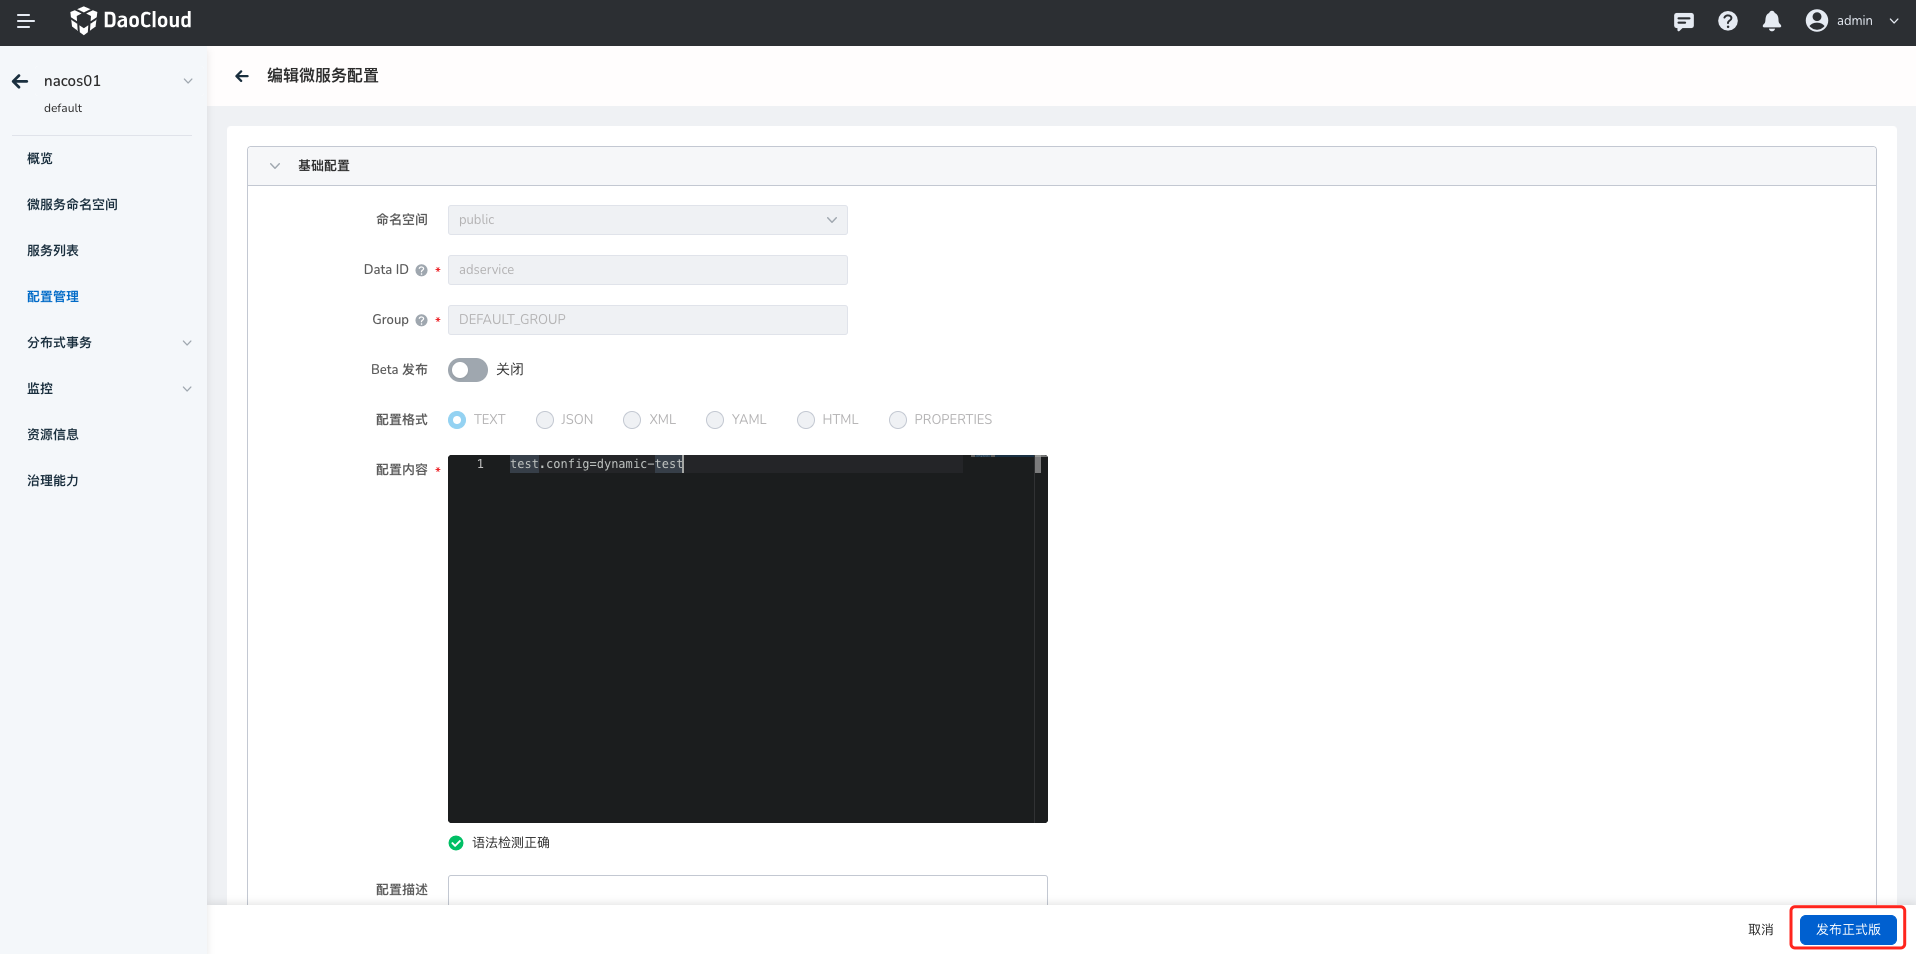 DaoCloud
admin
nacos01
default
概览
微服务命名空间
服务列表
配置管理
分布式事务
监控
资源信息
治理能力
编辑微服务配置
基础配置
命名空间 public
Data ID ? * adservice
Group ? * DEFAULT_GROUP
Beta 发布 关闭
配置格式 TEXT JSON XML YAML HTML PROPERTIES
配置内容 * 1 test.config=dynamic-test
语法检测正确
配置描述
取消 发布正式版